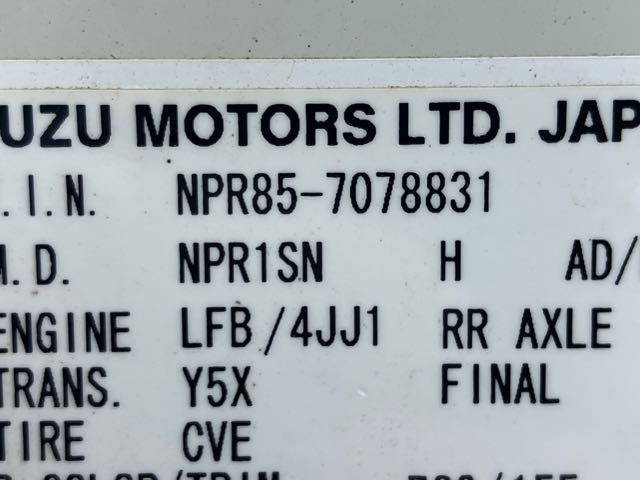 UZU MOTORS LTD. JAP
.I.N. NPR85-7078831
M.D. NPR1SN H AD/
ENGINE LFB/4JJ1 RR AXLE
TRANS. Y5X FINAL
TIRE CVE